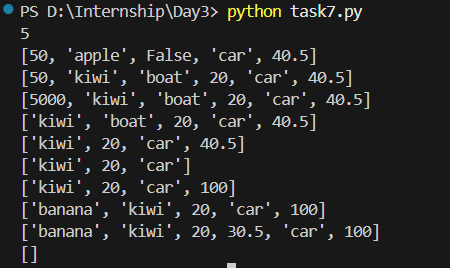 PS D:\Internship\Day3> python task7.py
5
[50, 'apple', False, 'car', 40.5]
[50, 'kiwi', 'boat', 20, 'car', 40.5]
[5000, 'kiwi', 'boat', 20, 'car', 40.5]
['kiwi', 'boat', 20, 'car', 40.5]
['kiwi', 20, 'car', 40.5]
['kiwi', 20, 'car']
['kiwi', 20, 'car', 100]
['banana', 'kiwi', 20, 'car', 100]
['banana', 'kiwi', 20, 30.5, 'car', 100]
[]